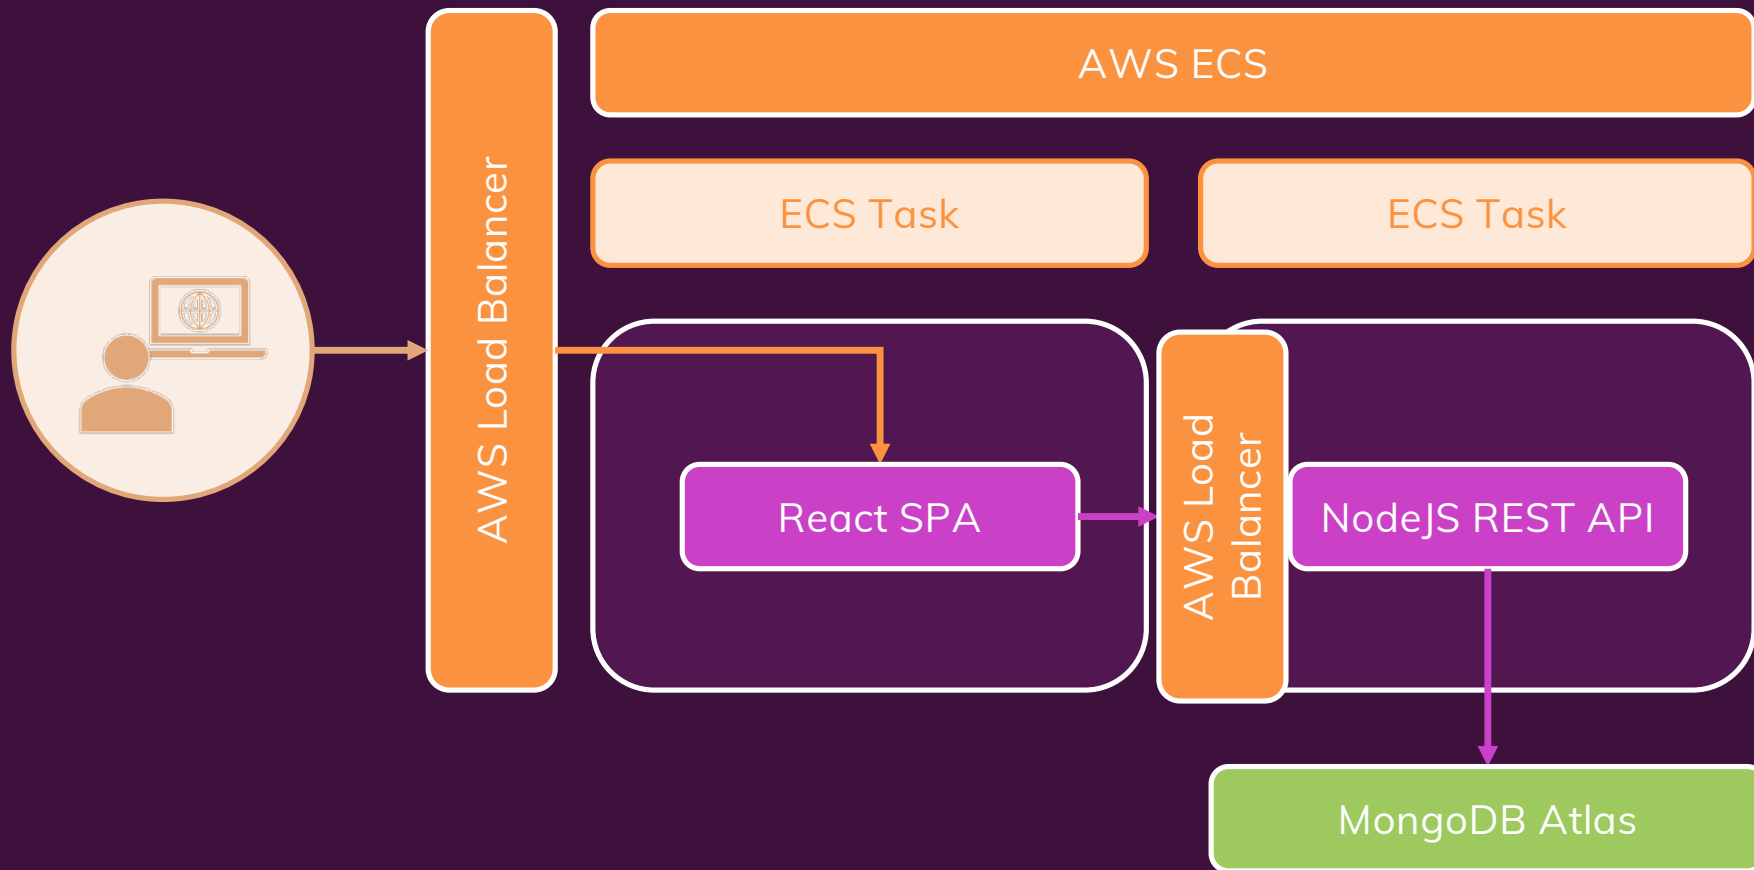 AWS ECS
ECS Task
ECS Task
AWS Load Balancer
React SPA
AWS Load
Balancer
NodeJS REST API
MongoDB Atlas